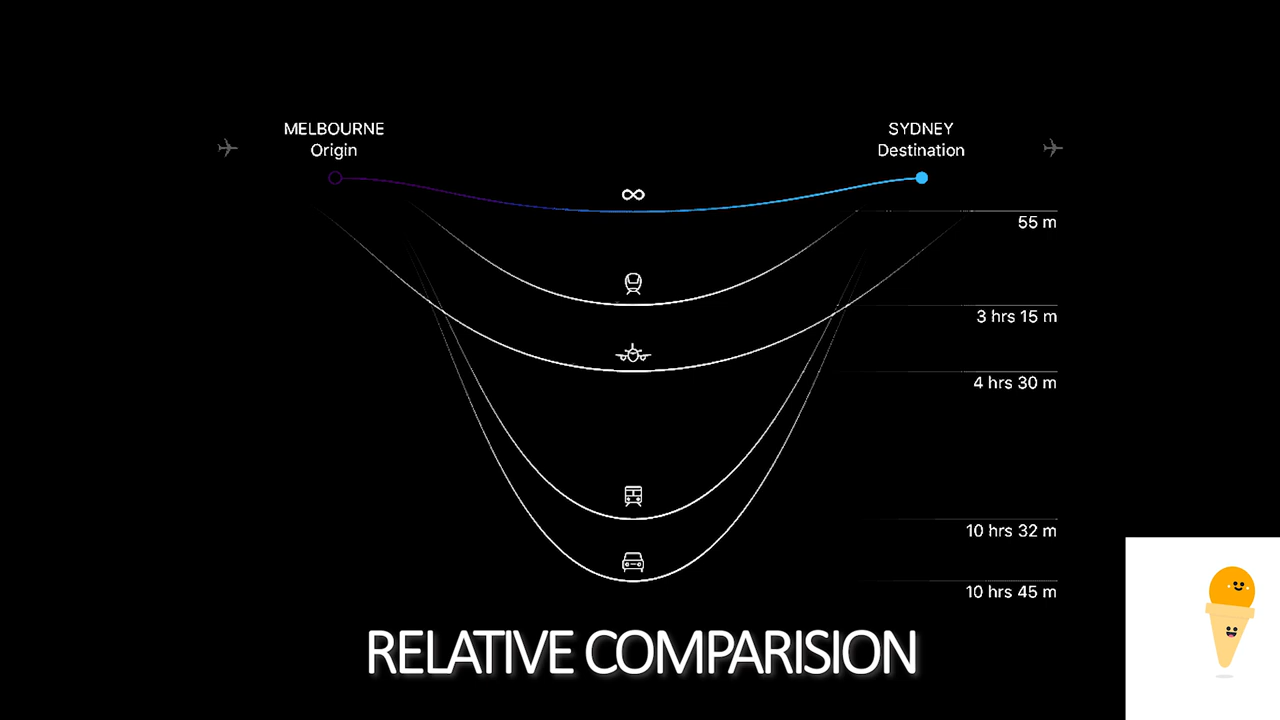 MELBOURNE
Origin
SYDNEY
Destination
55 m
3 hrs 15 m
4 hrs 30 m
10 hrs 32 m
10 hrs 45 m
RELATIVE COMPARISION